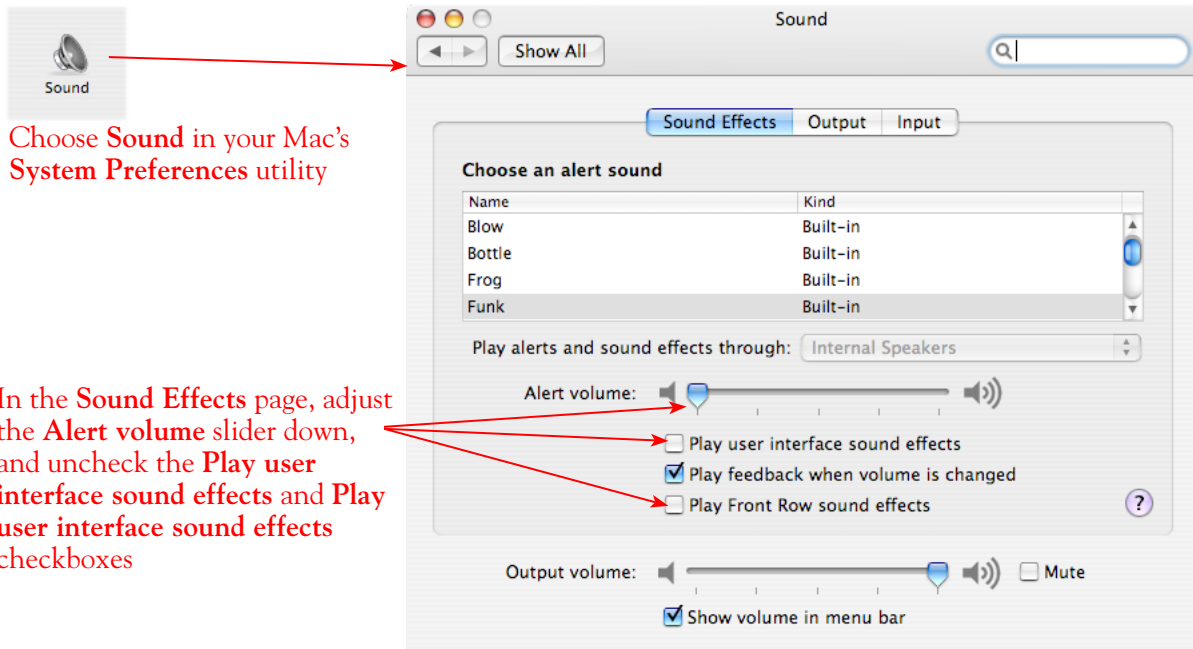 Sound
Choose Sound in your Mac's
System Preferences utility
Sound
Show All
Sound Effects Output Input
Choose an alert sound
Name Kind
Blow Built-in
Bottle Built-in
Frog Built-in
Funk Built-in
Play alerts and sound effects through: Internal Speakers
In the Sound Effects page, adjust
the Alert volume slider down,
and uncheck the Play user
interface sound effects and Play
user interface sound effects
checkboxes
Alert volume:
Play user interface sound effects
Play feedback when volume is changed
Play Front Row sound effects
?
Output volume: Mute
Show volume in menu bar